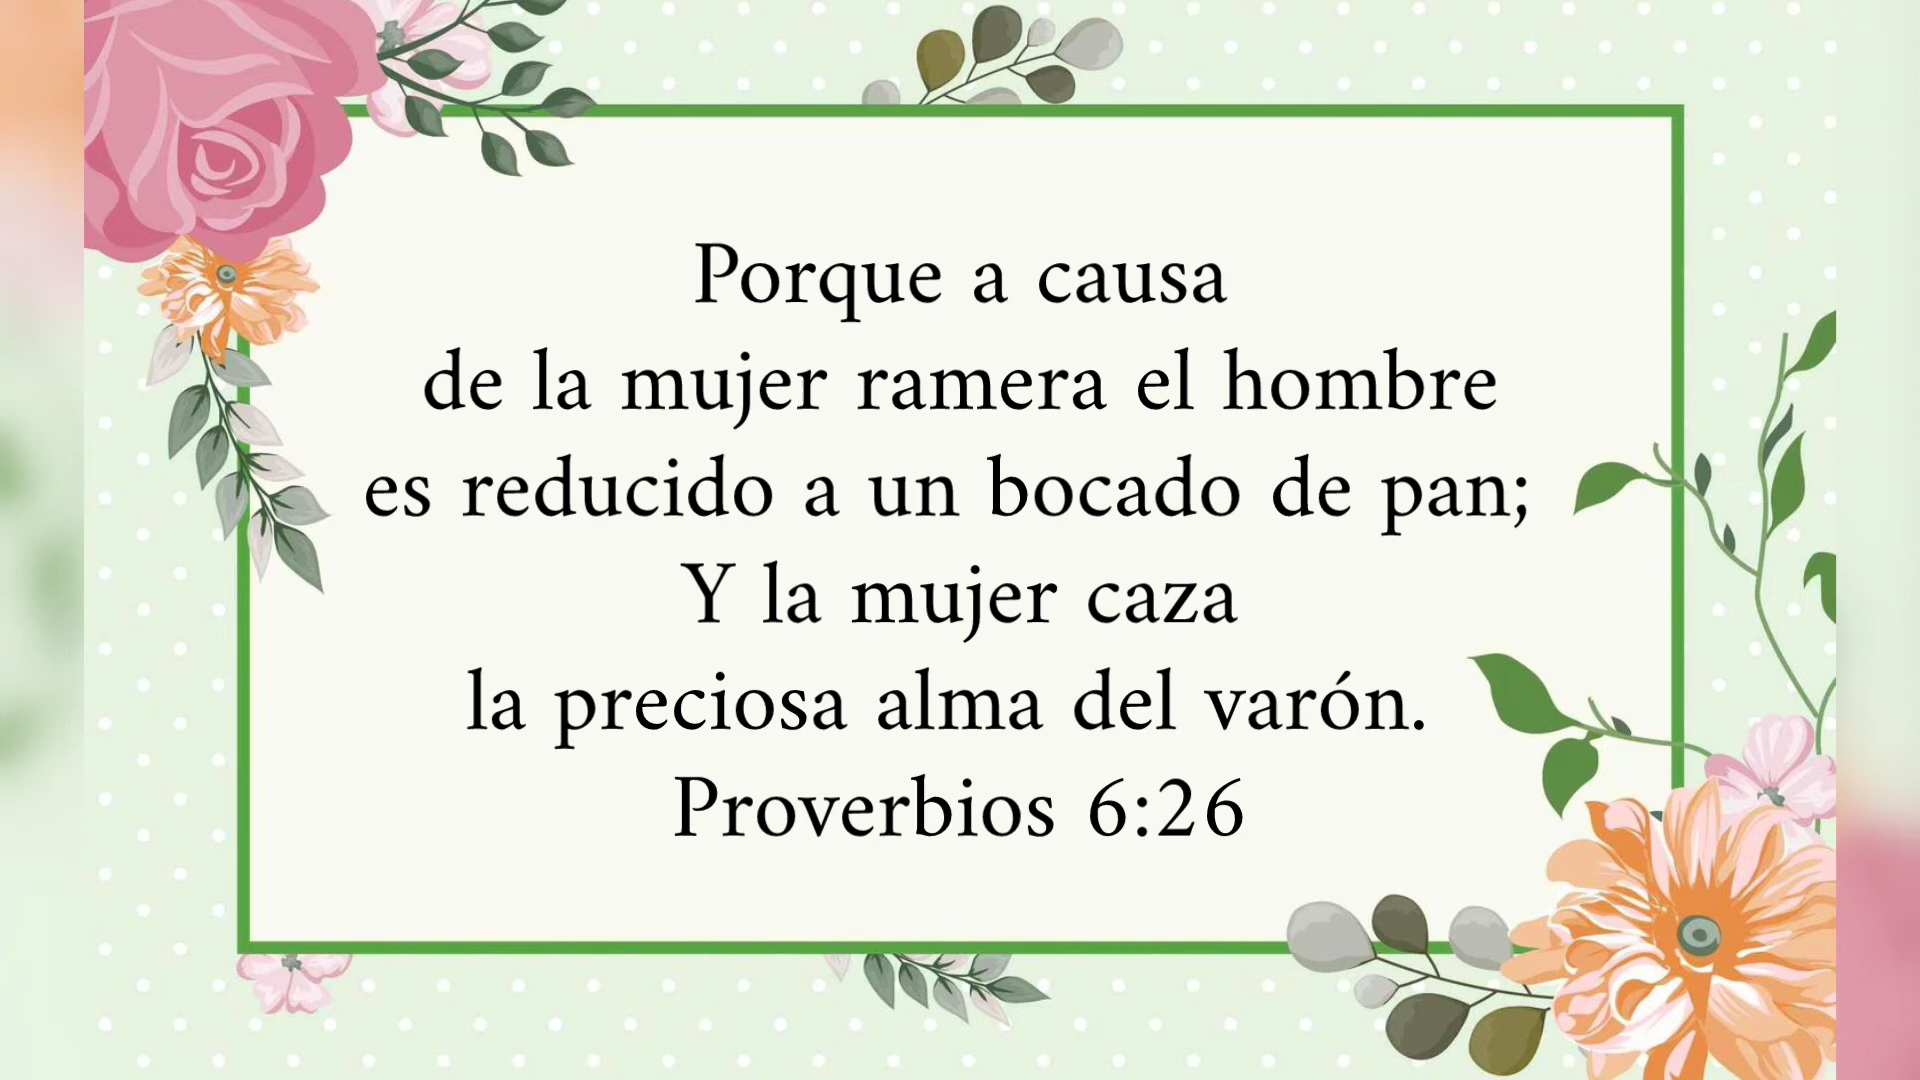 Porque a causa
de la mujer ramera el hombre
es reducido a un bocado de pan;
Y la mujer caza
la preciosa alma del varón.
Proverbios 6:26